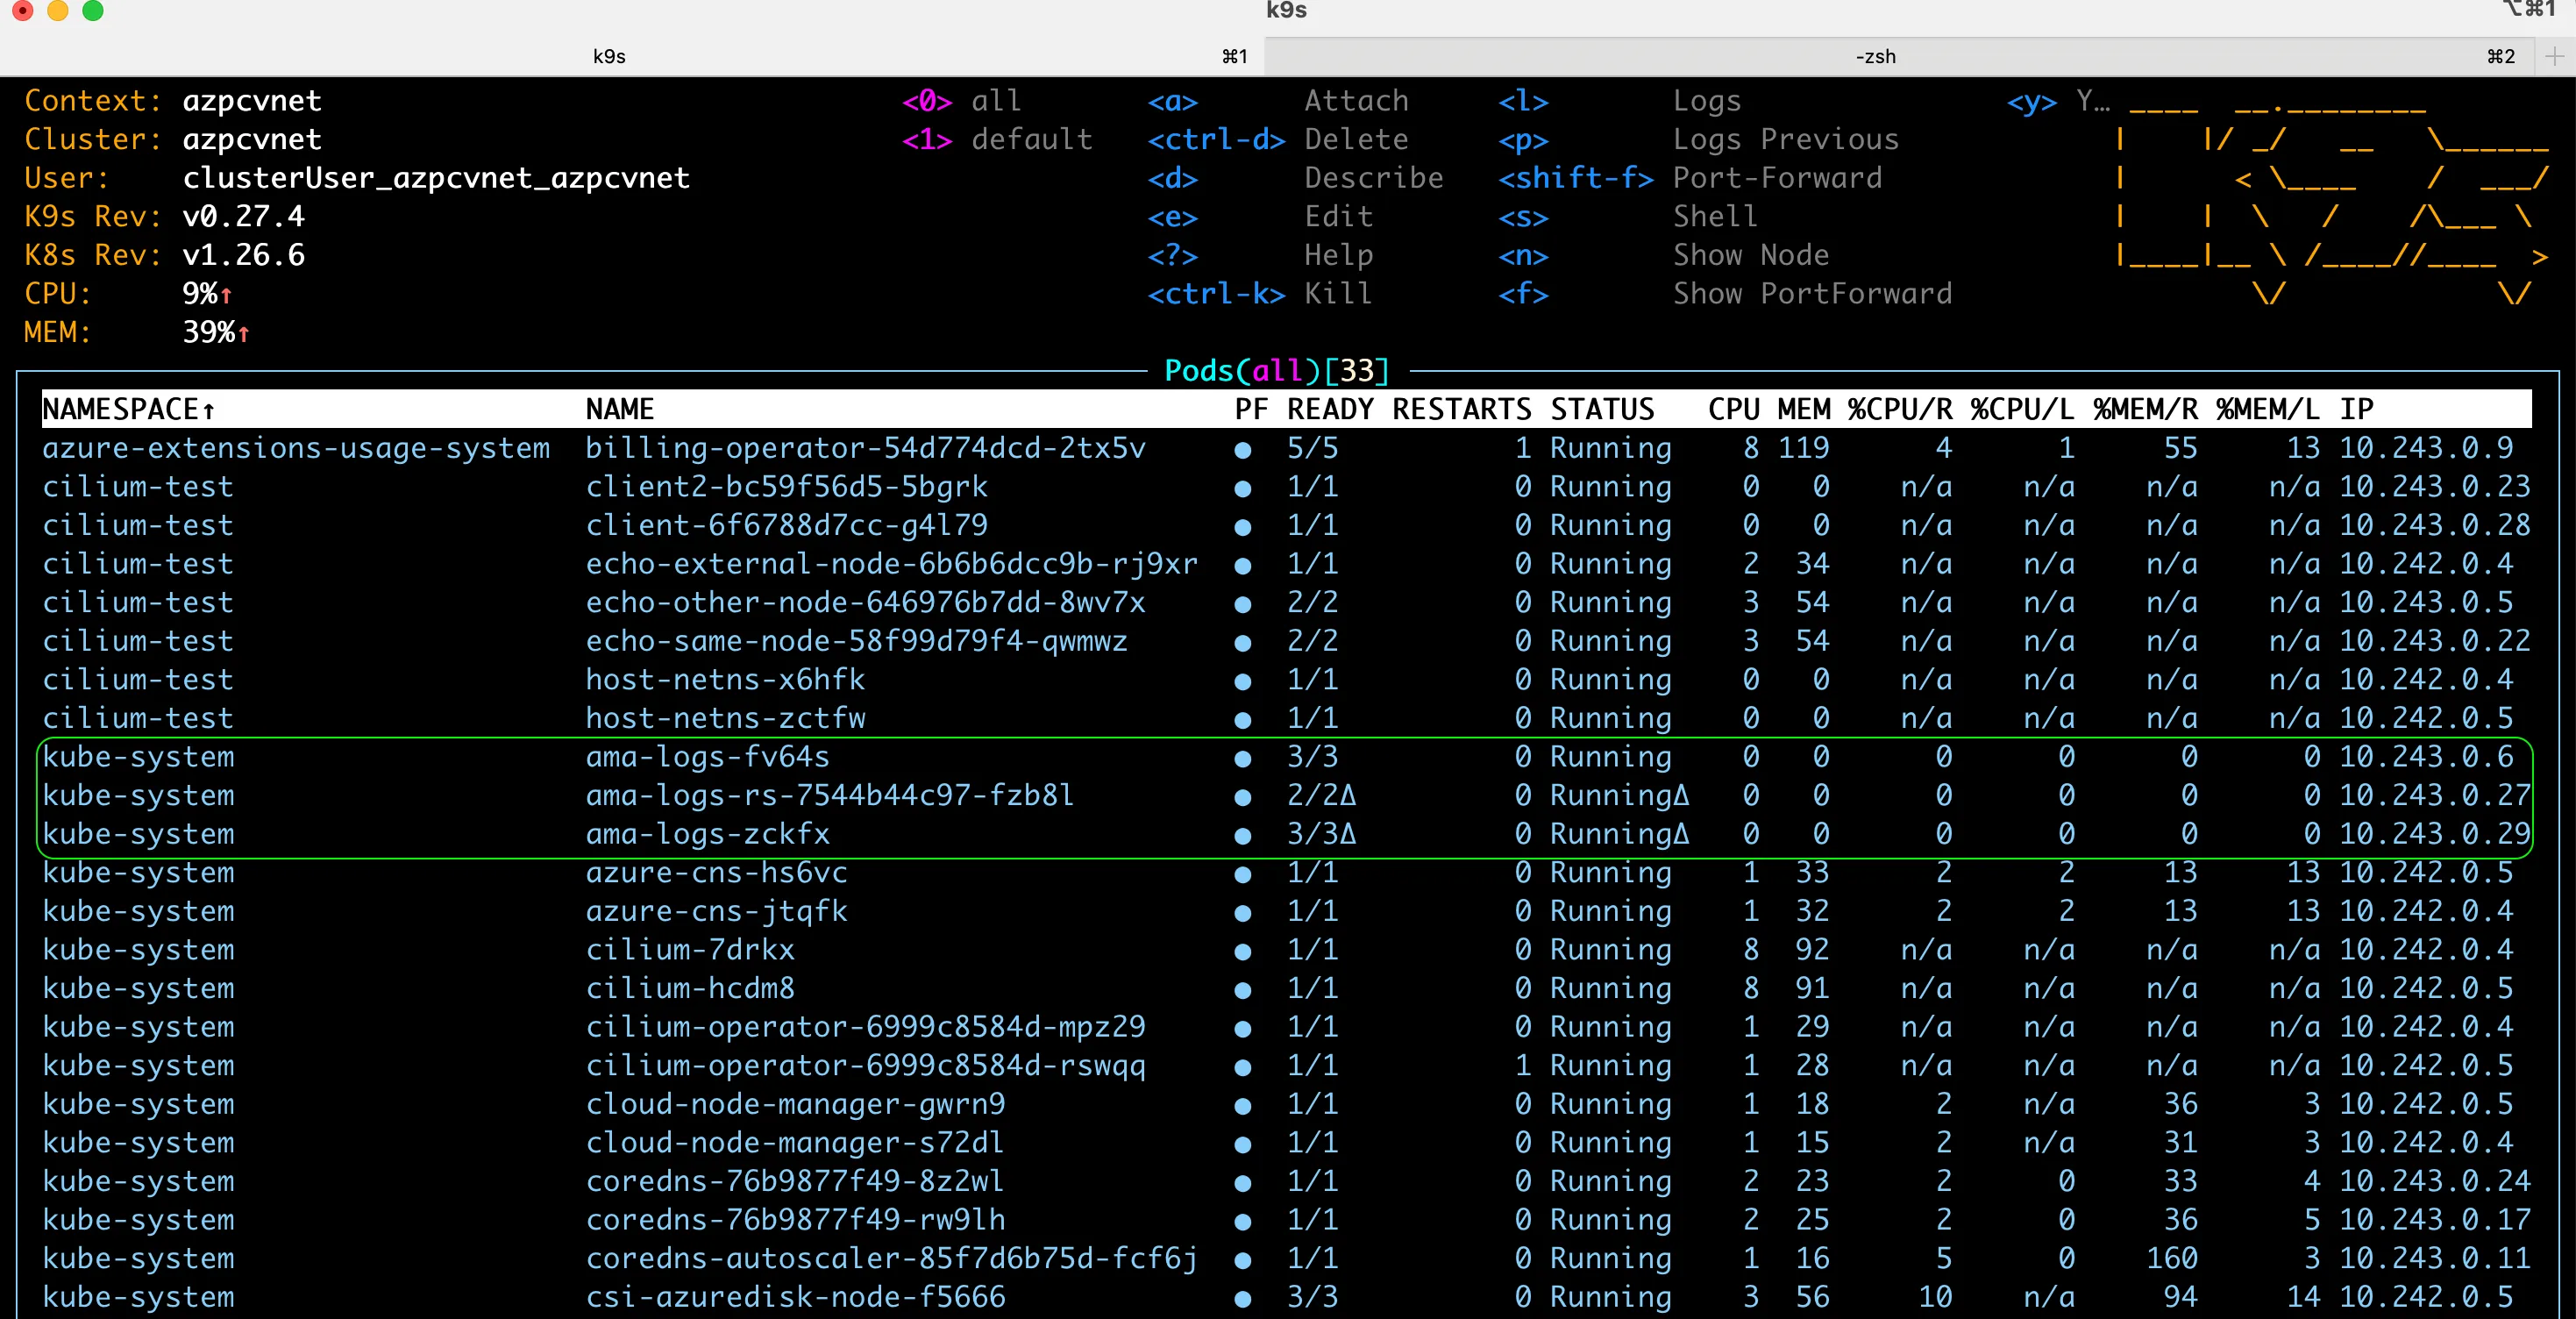 k9s ⌥⌘1
k9s ⌘1 -zsh ⌘2 +
Context: azpcvnet <0> all <a> Attach <l> Logs <y> Y… ____ __.________
Cluster: azpcvnet <1> default <ctrl-d> Delete <p> Logs Previous | |/ _/ __ \______
User: clusterUser_azpcvnet_azpcvnet <d> Describe <shift-f> Port-Forward | < \____ / ___/
K9s Rev: v0.27.4 <e> Edit <s> Shell | | \ / /\___ \
K8s Rev: v1.26.6 <?> Help <n> Show Node |____|__ \ /____//____ >
CPU: 9%↑ <ctrl-k> Kill <f> Show PortForward \/ \/
MEM: 39%↑
Pods(all)[33]
NAMESPACE↑ NAME PF READY RESTARTS STATUS CPU MEM %CPU/R %CPU/L %MEM/R %MEM/L IP
azure-extensions-usage-system billing-operator-54d774dcd-2tx5v ● 5/5 1 Running 8 119 4 1 55 13 10.243.0.9
cilium-test client2-bc59f56d5-5bgrk ● 1/1 0 Running 0 0 n/a n/a n/a n/a 10.243.0.23
cilium-test client-6f6788d7cc-g4l79 ● 1/1 0 Running 0 0 n/a n/a n/a n/a 10.243.0.28
cilium-test echo-external-node-6b6b6dcc9b-rj9xr ● 1/1 0 Running 2 34 n/a n/a n/a n/a 10.242.0.4
cilium-test echo-other-node-646976b7dd-8wv7x ● 2/2 0 Running 3 54 n/a n/a n/a n/a 10.243.0.5
cilium-test echo-same-node-58f99d79f4-qwmwz ● 2/2 0 Running 3 54 n/a n/a n/a n/a 10.243.0.22
cilium-test host-netns-x6hfk ● 1/1 0 Running 0 0 n/a n/a n/a n/a 10.242.0.4
cilium-test host-netns-zctfw ● 1/1 0 Running 0 0 n/a n/a n/a n/a 10.242.0.5
kube-system ama-logs-fv64s ● 3/3 0 Running 0 0 0 0 0 0 10.243.0.6
kube-system ama-logs-rs-7544b44c97-fzb8l ● 2/2Δ 0 RunningΔ 0 0 0 0 0 0 10.243.0.27
kube-system ama-logs-zckfx ● 3/3Δ 0 RunningΔ 0 0 0 0 0 0 10.243.0.29
kube-system azure-cns-hs6vc ● 1/1 0 Running 1 33 2 2 13 13 10.242.0.5
kube-system azure-cns-jtqfk ● 1/1 0 Running 1 32 2 2 13 13 10.242.0.4
kube-system cilium-7drkx ● 1/1 0 Running 8 92 n/a n/a n/a n/a 10.242.0.4
kube-system cilium-hcdm8 ● 1/1 0 Running 8 91 n/a n/a n/a n/a 10.242.0.5
kube-system cilium-operator-6999c8584d-mpz29 ● 1/1 0 Running 1 29 n/a n/a n/a n/a 10.242.0.4
kube-system cilium-operator-6999c8584d-rswqq ● 1/1 1 Running 1 28 n/a n/a n/a n/a 10.242.0.5
kube-system cloud-node-manager-gwrn9 ● 1/1 0 Running 1 18 2 n/a 36 3 10.242.0.5
kube-system cloud-node-manager-s72dl ● 1/1 0 Running 1 15 2 n/a 31 3 10.242.0.4
kube-system coredns-76b9877f49-8z2wl ● 1/1 0 Running 2 23 2 0 33 4 10.243.0.24
kube-system coredns-76b9877f49-rw9lh ● 1/1 0 Running 2 25 2 0 36 5 10.243.0.17
kube-system coredns-autoscaler-85f7d6b75d-fcf6j ● 1/1 0 Running 1 16 5 0 160 3 10.243.0.11
kube-system csi-azuredisk-node-f5666 ● 3/3 0 Running 3 56 10 n/a 94 14 10.242.0.5